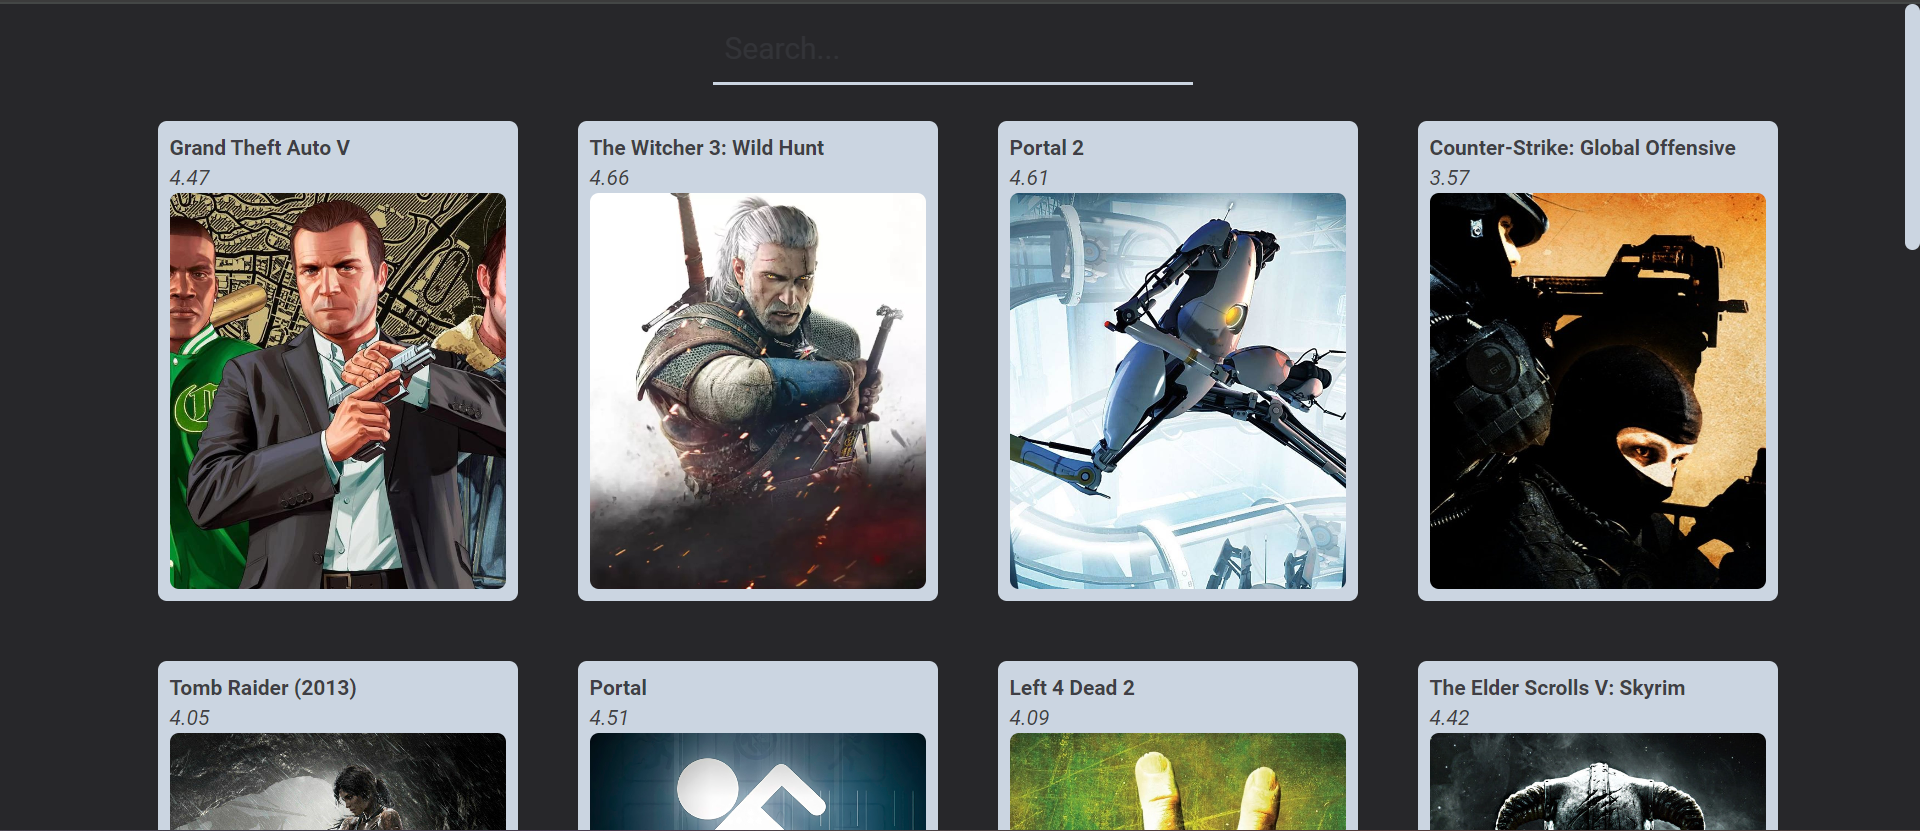 Search...
Grand Theft Auto V
4.47
The Witcher 3: Wild Hunt
4.66
Portal 2
4.61
Counter-Strike: Global Offensive
3.57
Tomb Raider (2013)
4.05
Portal
4.51
Left 4 Dead 2
4.09
The Elder Scrolls V: Skyrim
4.42